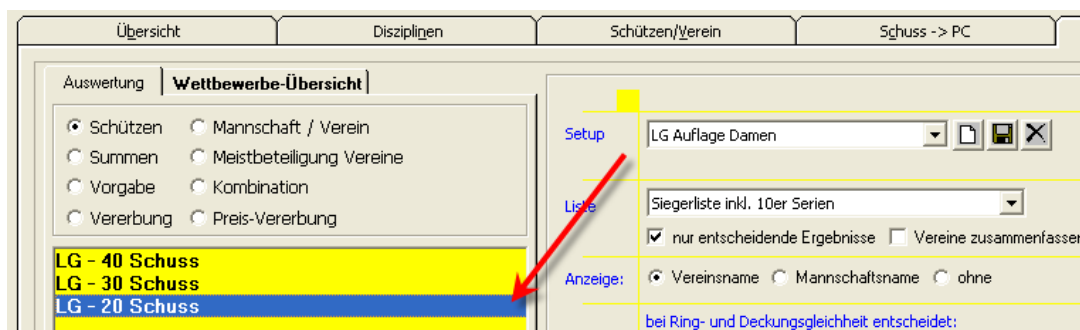 Übersicht
Disziplinen
Schützen/Verein
Schuss -> PC
Auswertung
Wettbewerbe-Übersicht
Schützen
Mannschaft / Verein
Summen
Meistbeteiligung Vereine
Vorgabe
Kombination
Vererbung
Preis-Vererbung
LG - 40 Schuss
LG - 30 Schuss
LG - 20 Schuss
Setup
LG Auflage Damen
Liste
Siegerliste inkl. 10er Serien
nur entscheidende Ergebnisse
Vereine zusammenfassen
Anzeige:
Vereinsname
Mannschaftsname
ohne
bei Ring- und Deckungsgleichheit entscheidet: